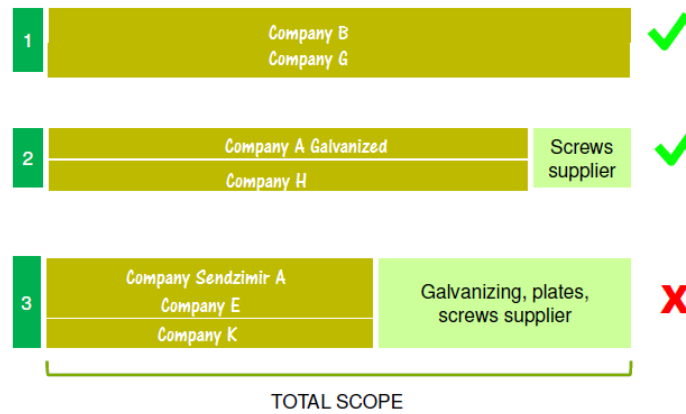 1
Company B
Company G
2
Company A Galvanized
Company H
Screws
supplier
3
Company Sendzimir A
Company E
Company K
Galvanizing, plates,
screws supplier
X
TOTAL SCOPE